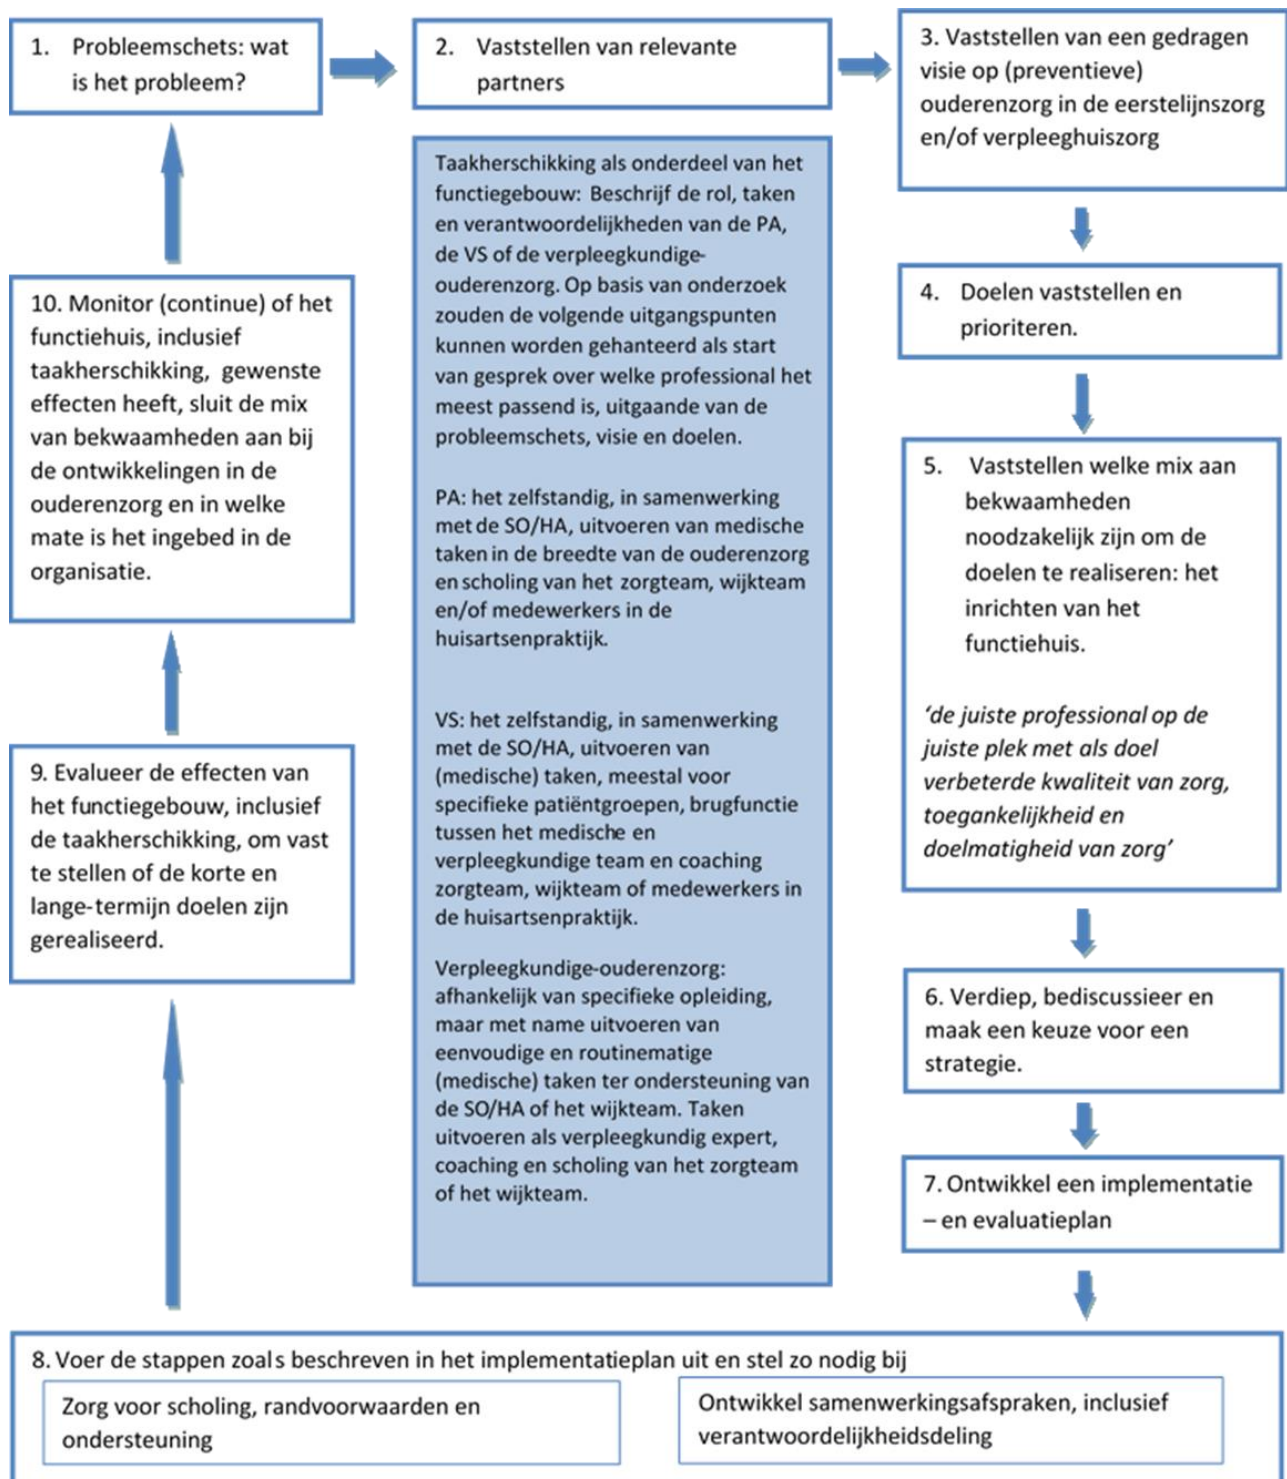 1. Probleemschets: wat
is het probleem?
2. Vaststellen van relevante
partners
3. Vaststellen van een gedragen
visie op (preventieve)
ouderenzorg in de eerstelijnszorg
en/of verpleeghuiszorg
4. Doelen vaststellen en
prioriteren.
5. Vaststellen welke mix aan
bekwaamheden
noodzakelijk zijn om de
doelen te realiseren: het
inrichten van het
functiehuis.
‘de juiste professional op de
juiste plek met als doel
verbeterde kwaliteit van zorg,
toegankelijkheid en
doelmatigheid van zorg’
6. Verdiep, bediscussieer en
maak een keuze voor een
strategie.
7. Ontwikkel een implementatie
– en evaluatieplan
8. Voer de stappen zoals beschreven in het implementatieplan uit en stel zo nodig bij
Zorg voor scholing, randvoorwaarden en
ondersteuning
Ontwikkel samenwerkingsafspraken, inclusief
verantwoordelijkheidsdeling
9. Evalueer de effecten van
het functiegebouw, inclusief
de taakherschikking, om vast
te stellen of de korte en
lange-termijn doelen zijn
gerealiseerd.
10. Monitor (continue) of het
functiehuis, inclusief
taakherschikking, gewenste
effecten heeft, sluit de mix
van bekwaamheden aan bij
de ontwikkelingen in de
ouderenzorg en in welke
mate is het ingebed in de
organisatie.
Taakherschikking als onderdeel van het
functiegebouw: Beschrijf de rol, taken
en verantwoordelijkheden van de PA,
de VS of de verpleegkundige-
ouderenzorg. Op basis van onderzoek
zouden de volgende uitgangspunten
kunnen worden gehanteerd als start
van gesprek over welke professional het
meest passend is, uitgaande van de
probleemschets, visie en doelen.
PA: het zelfstandig, in samenwerking
met de SO/HA, uitvoeren van medische
taken in de breedte van de ouderenzorg
en scholing van het zorgteam, wijkteam
en/of medewerkers in de
huisartsenpraktijk.
VS: het zelfstandig, in samenwerking
met de SO/HA, uitvoeren van
(medische) taken, meestal voor
specifieke patiëntgroepen, brugfunctie
tussen het medische en
verpleegkundige team en coaching
zorgteam, wijkteam of medewerkers in
de huisartsenpraktijk.
Verpleegkundige-ouderenzorg:
afhankelijk van specifieke opleiding,
maar met name uitvoeren van
eenvoudige en routinematige
(medische) taken ter ondersteuning van
de SO/HA of het wijkteam. Taken
uitvoeren als verpleegkundig expert,
coaching en scholing van het zorgteam
of het wijkteam.